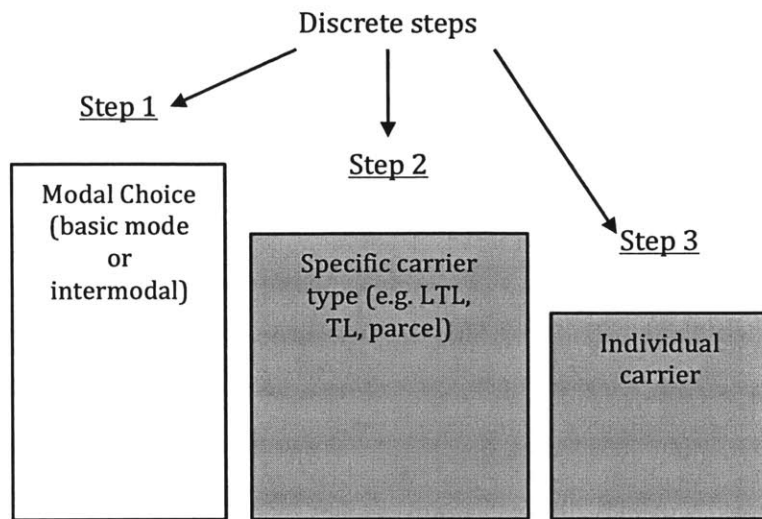 Discrete steps
Step 1
Modal Choice
(basic mode
or
intermodal)
Step 2
Specific carrier
type (e.g. LTL,
TL, parcel)
Step 3
Individual
carrier